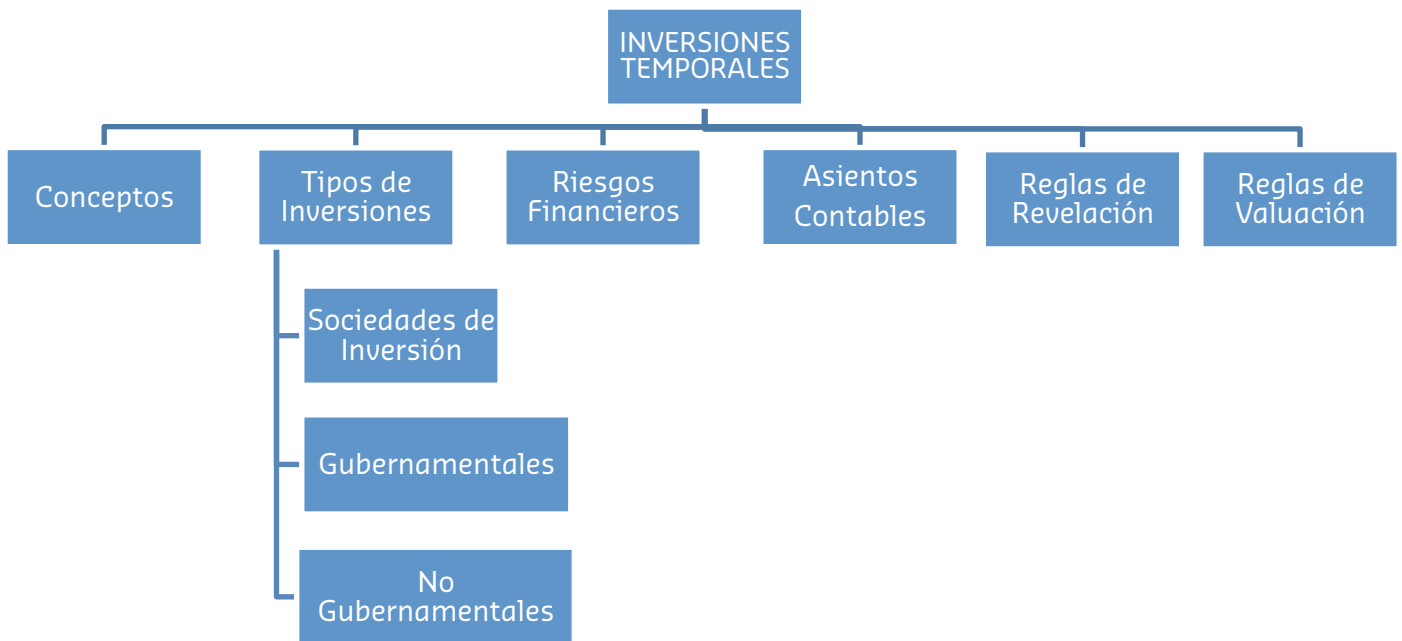 INVERSIONES
TEMPORALES
Conceptos
Tipos de
Inversiones
Riesgos
Financieros
Asientos
Contables
Reglas de
Revelación
Reglas de
Valuación
Sociedades de
Inversión
Gubernamentales
No
Gubernamentales